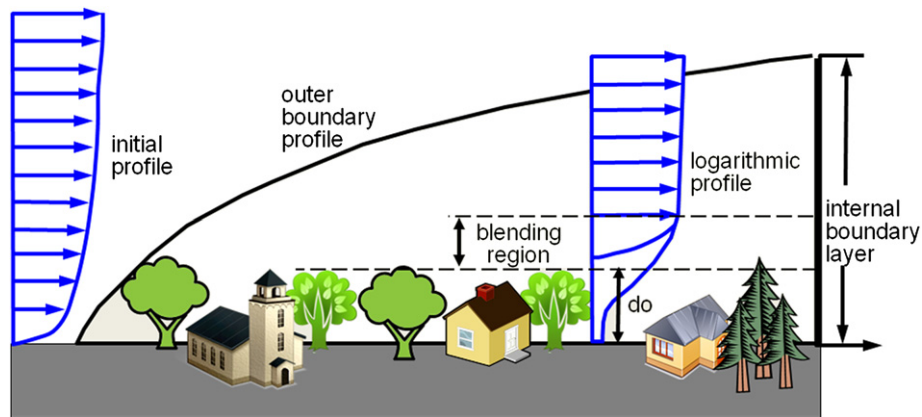 initial
profile
outer
boundary
profile
logarithmic
profile
blending
region
do
internal
boundary
layer